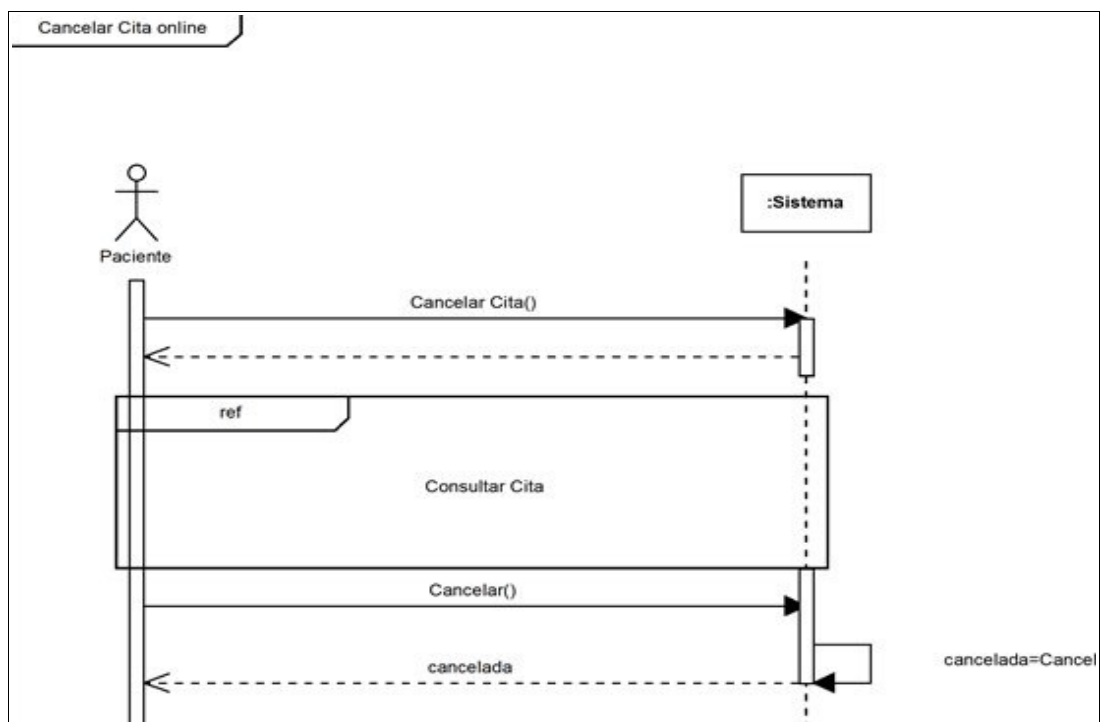 Cancelar Cita online
:Sistema
Paciente
Cancelar Cita()
ref
Consultar Cita
Cancelar()
cancelada
cancelada=Cancel